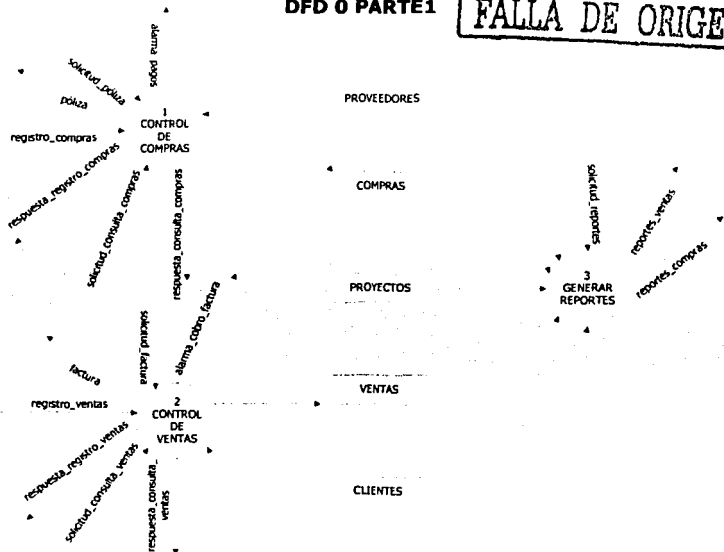 DFD 0 PARTE1
FALLA DE ORIGE
alarma_pagos
solicitud_póliza
póliza
registro_compras
respuesta_registro_compras
solicitud_consulta_compras
respuesta_consulta_compras
1
CONTROL
DE
COMPRAS
PROVEEDORES
COMPRAS
PROYECTOS
VENTAS
CLIENTES
solicitud_reportes
reportes_ventas
reportes_compras
3
GENERAR
REPORTES
solicitud_factura
alarma_cobro_factura
factura
registro_ventas
respuesta_registro_ventas
solicitud_consulta_ventas
respuesta_consulta_
ventas
2
CONTROL
DE
VENTAS